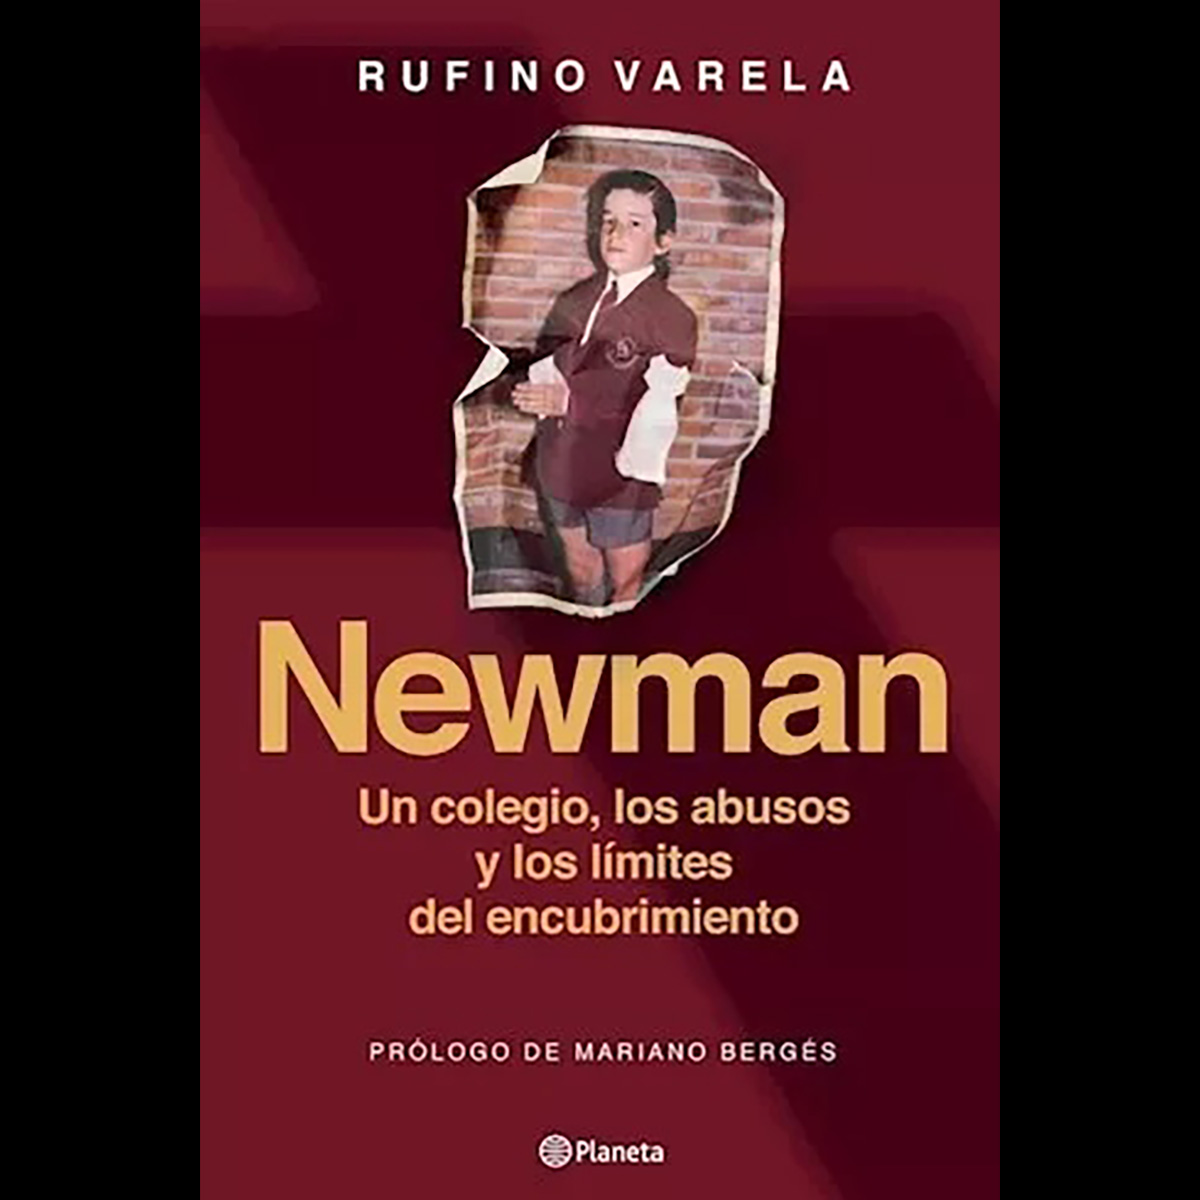 RUFINO VARELA
Newman
Un colegio, los abusos
y los límites
del encubrimiento
PRÓLOGO DE MARIANO BERGÉS
Planeta